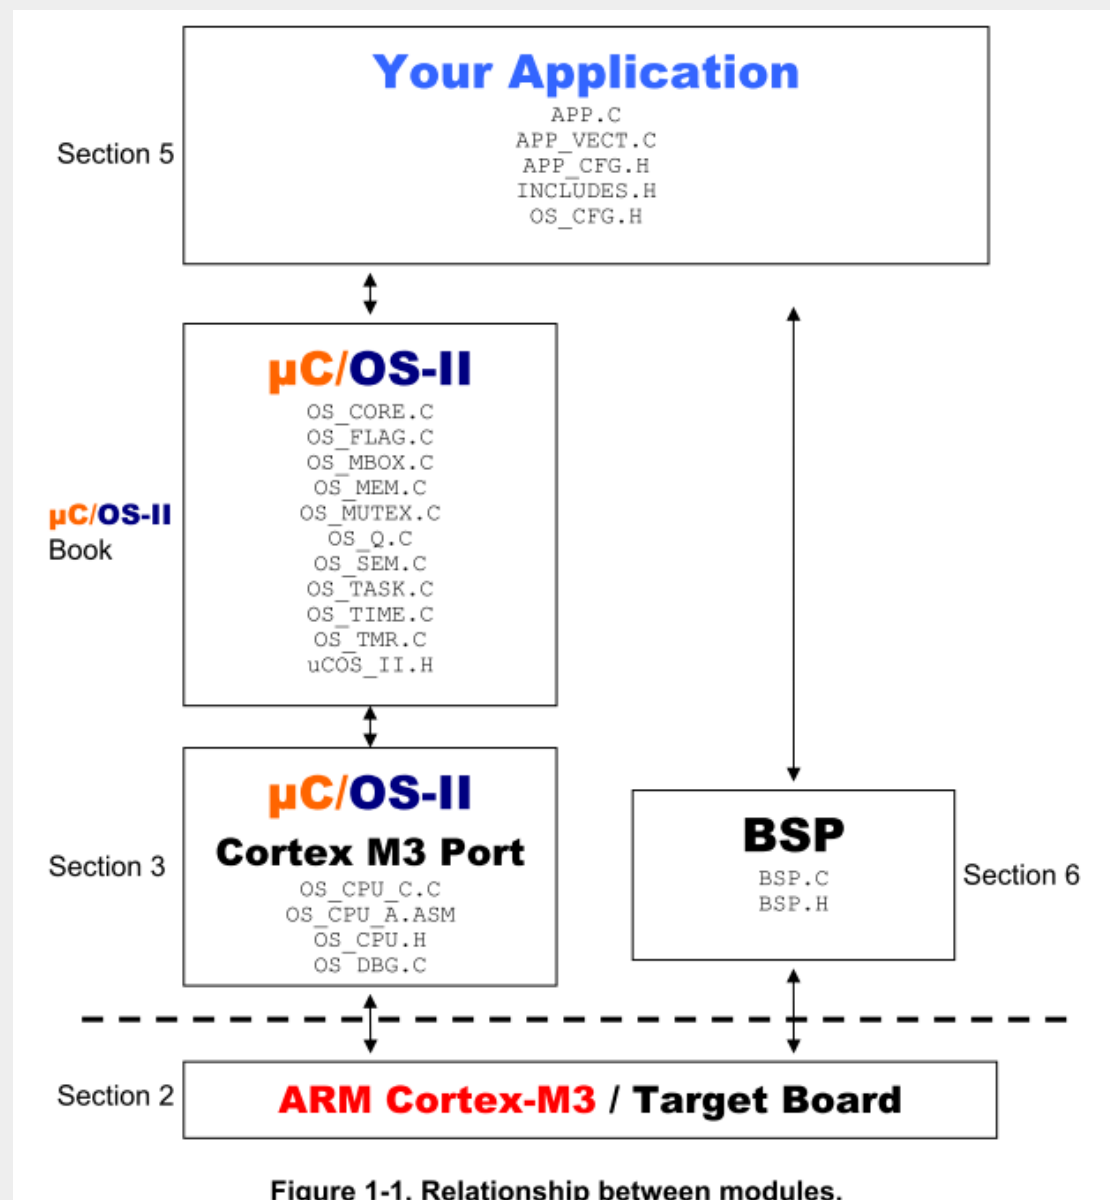 Your Application
APP.C
APP_VECT.C
APP_CFG.H
INCLUDES.H
OS_CFG.H
Section 5
µC/OS-II
OS_CORE.C
OS_FLAG.C
OS_MBOX.C
OS_MEM.C
OS_MUTEX.C
OS_Q.C
OS_SEM.C
OS_TASK.C
OS_TIME.C
OS_TMR.C
uCOS_II.H
µC/OS-II
Book
µC/OS-II
Cortex M3 Port
OS_CPU_C.C
OS_CPU_A.ASM
OS_CPU.H
OS_DBG.C
Section 3
BSP
BSP.C
BSP.H
Section 6
Section 2
ARM Cortex-M3 / Target Board
Figure 1-1. Relationship between modules.